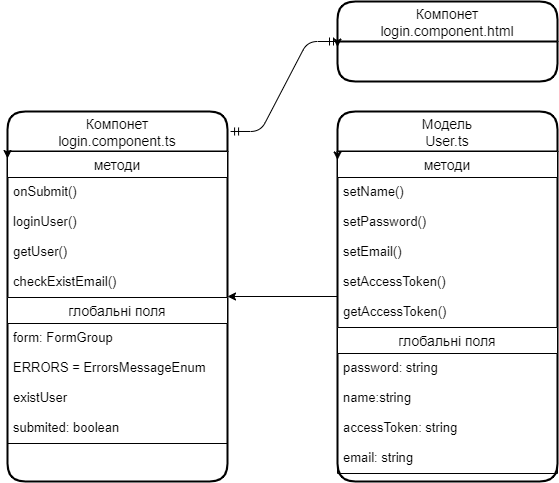 Компонет
login.component.html
Компонет
login.component.ts
методи
onSubmit()
loginUser()
getUser()
checkExistEmail()
глобальні поля
form: FormGroup
ERRORS = ErrorsMessageEnum
existUser
submited: boolean
Модель
User.ts
методи
setName()
setPassword()
setEmail()
setAccessToken()
getAccessToken()
глобальні поля
password: string
name:string
accessToken: string
email: string